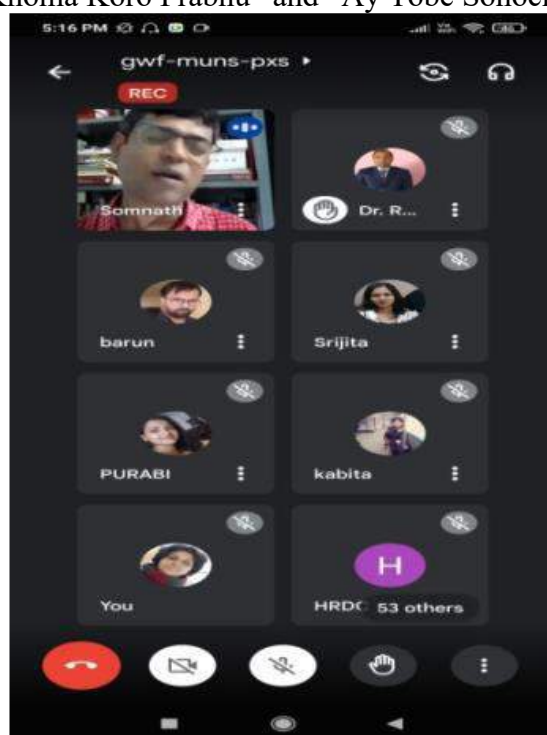 Khoma Koro Prabhu" and "Ay Tobe Sohoch
5:16 PM
gwf-muns-pxs
REC
Somnath
Dr. R...
barun
Srijita
PURABI
kabita
You
H
HRDC
53 others